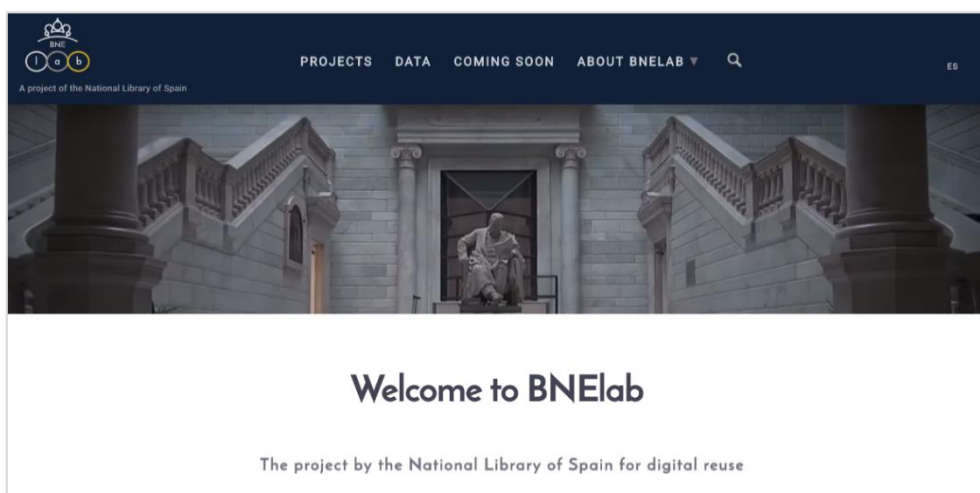 BNE
lab
A project of the National Library of Spain
PROJECTS DATA COMING SOON ABOUT BNELAB
ES
Welcome to BNElab
The project by the National Library of Spain for digital reuse